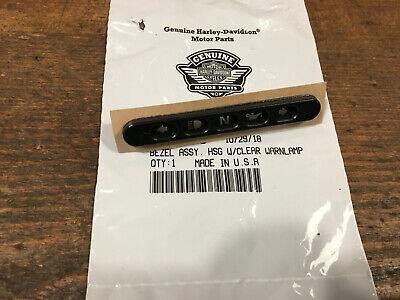 Genuine Harley-Davidson®
Motor Parts
GENUINE
HARLEY-DAVIDSON
MOTOR PARTS
N
10/29/18
BEZEL ASSY, HSG W/CLEAR WARNLAMP
QTY:1 MADE IN U.S.A